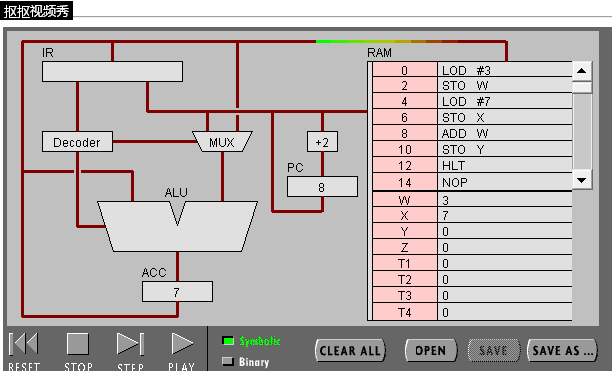 抠抠视频秀
IR
RAM
0 LOD #3
2 STO W
4 LOD #7
6 STO X
8 ADD W
10 STO Y
12 HLT
14 NOP
W 3
X 7
Y 0
Z 0
T1 0
T2 0
T3 0
T4 0
Decoder
MUX
+2
PC
8
ALU
ACC
7
RESET STOP STEP PLAY
Symbolic
Binary
CLEAR ALL OPEN SAVE SAVE AS ...